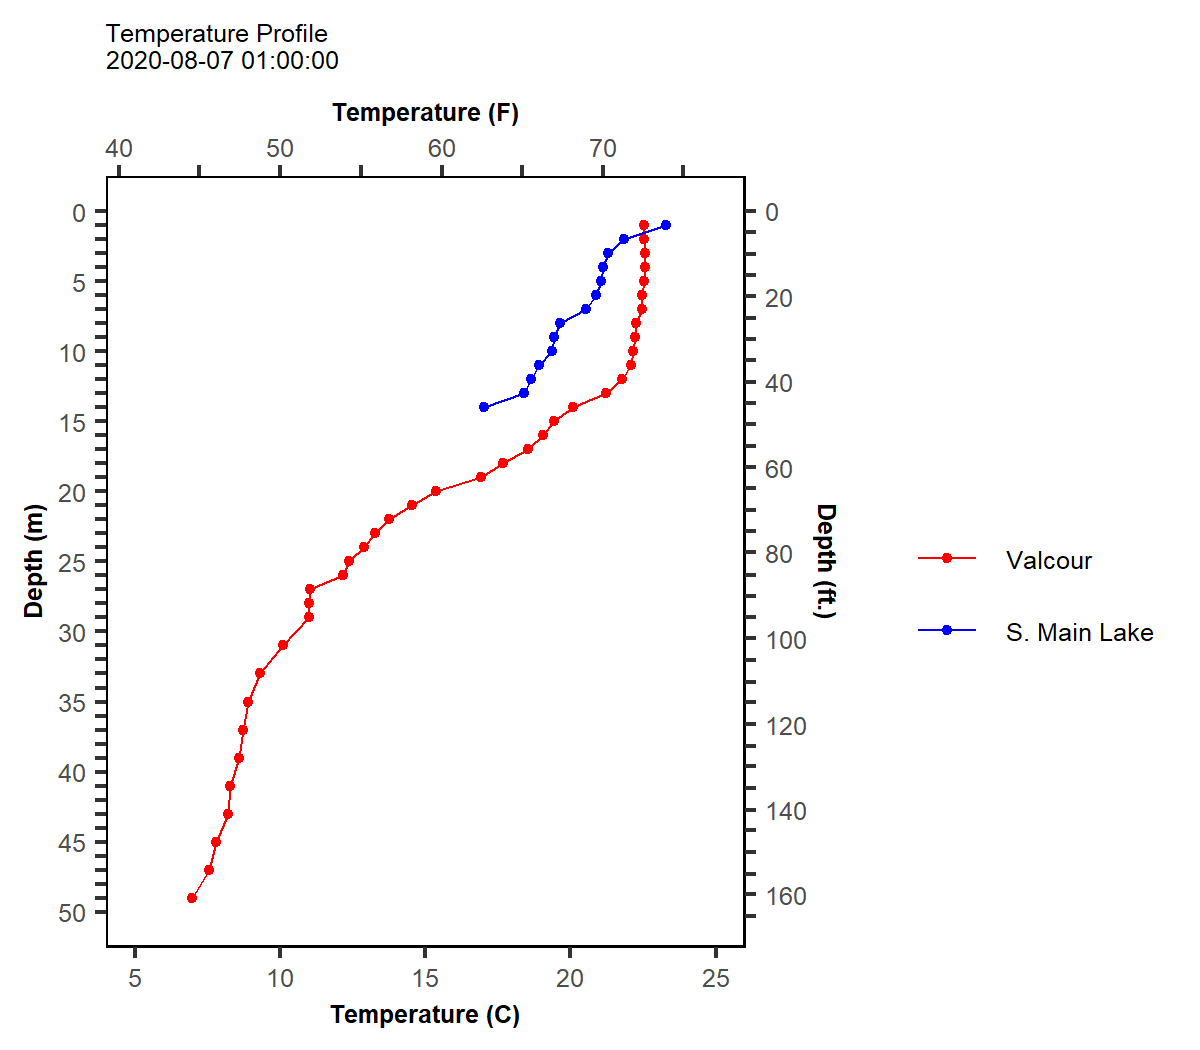 Temperature Profile
2020-08-07 01:00:00
Temperature (F)
40 50 60 70
0
5
10
15
20
25
30
35
40
45
50
Depth (m)
0
20
40
60
80
100
120
140
160
Depth (ft.)
Valcour
S. Main Lake
5 10 15 20 25
Temperature (C)